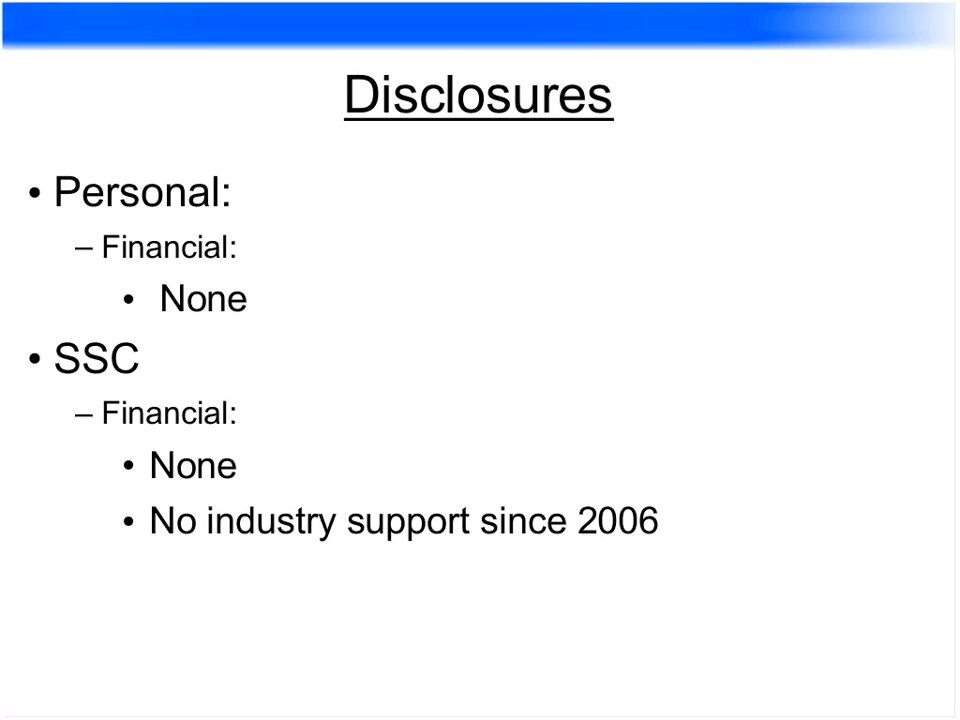 Disclosures
• Personal:
– Financial:
• None
• SSC
– Financial:
• None
• No industry support since 2006